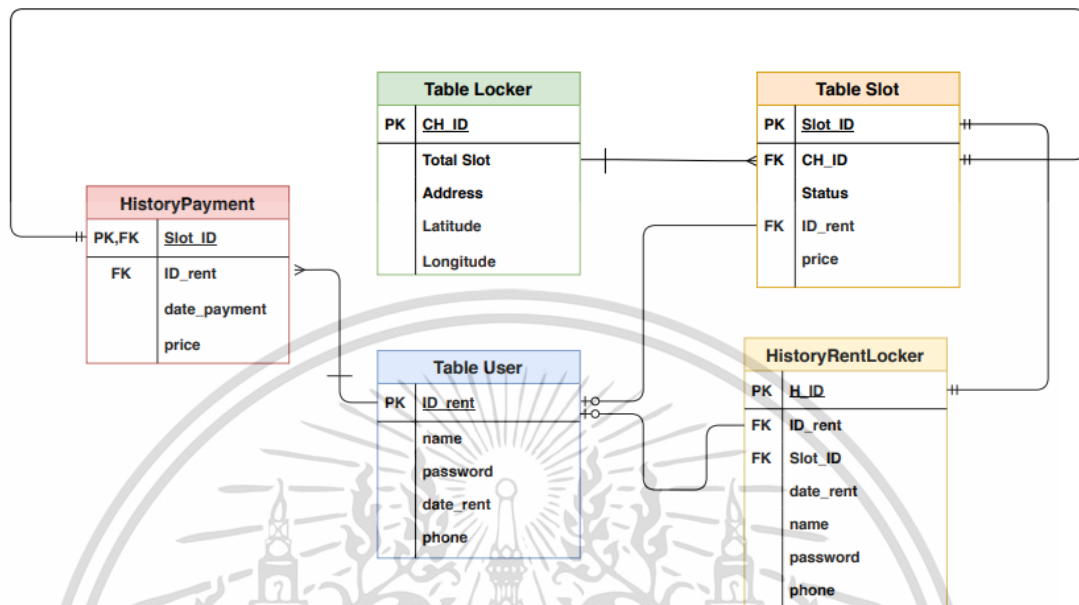 Table Locker
PK CH_ID
Total Slot
Address
Latitude
Longitude
Table Slot
PK Slot_ID
FK CH_ID
Status
FK ID_rent
price
HistoryPayment
PK,FK Slot_ID
FK ID_rent
date_payment
price
Table User
PK ID_rent
name
password
date_rent
phone
HistoryRentLocker
PK H_ID
FK ID_rent
FK Slot_ID
date_rent
name
password
phone